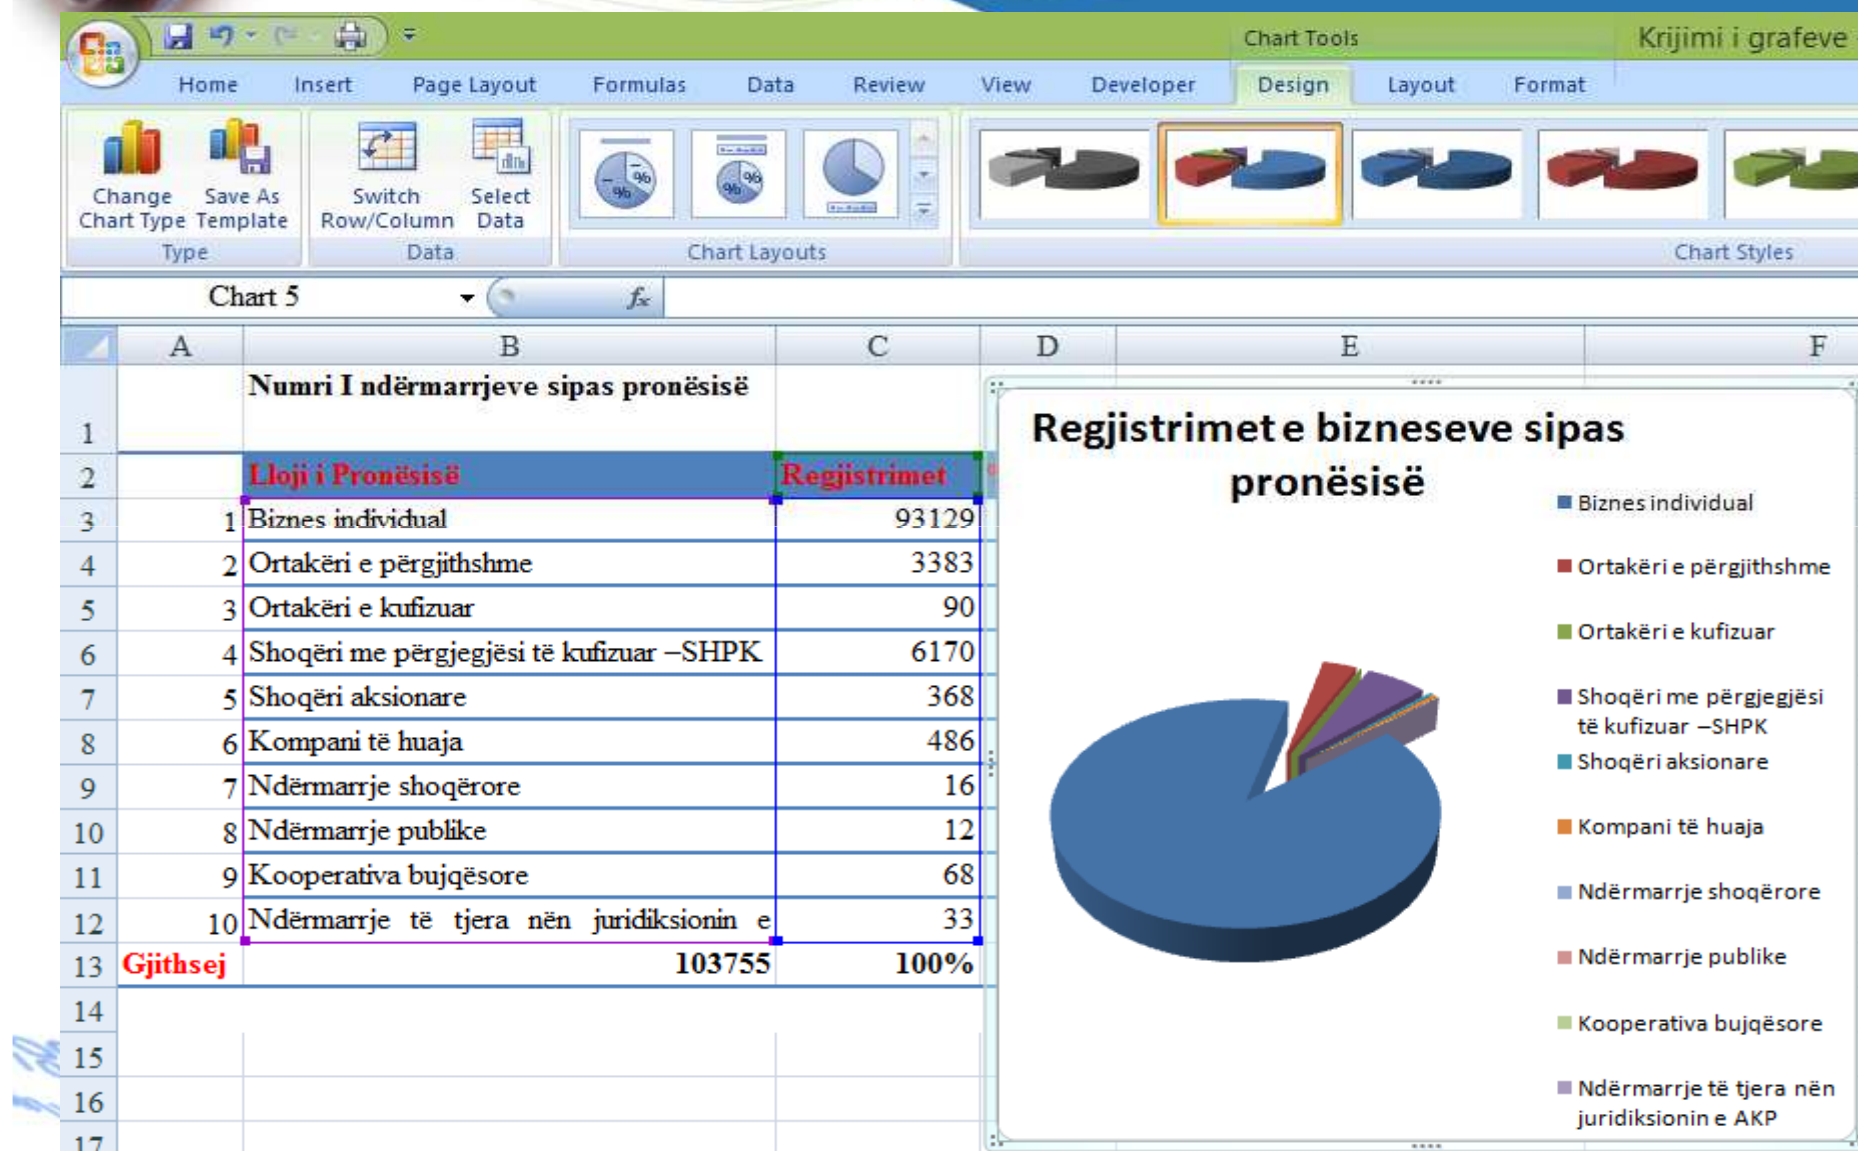 Chart Tools Krijimi i grafeve
Home Insert Page Layout Formulas Data Review View Developer Design Layout Format
Change Chart Type Save As Template Switch Row/Column Select Data
Type Data Chart Layouts Chart Styles
Chart 5 fx
A B C D E F
1 Numri I ndërmarrjeve sipas pronësisë
2 Lloji i Pronësisë Regjistrimet
3 1 Biznes individual 93129
4 2 Ortakëri e përgjithshme 3383
5 3 Ortakëri e kufizuar 90
6 4 Shoqëri me përgjegjësi të kufizuar –SHPK 6170
7 5 Shoqëri aksionare 368
8 6 Kompani të huaja 486
9 7 Ndërmarrje shoqërore 16
10 8 Ndërmarrje publike 12
11 9 Kooperativa bujqësore 68
12 10 Ndërmarrje të tjera nën juridiksionin e 33
13 Gjithsej 103755 100%
14
15
16
17
Regjistrimet e bizneseve sipas
pronësisë
Biznes individual
Ortakëri e përgjithshme
Ortakëri e kufizuar
Shoqëri me përgjegjësi
të kufizuar –SHPK
Shoqëri aksionare
Kompani të huaja
Ndërmarrje shoqërore
Ndërmarrje publike
Kooperativa bujqësore
Ndërmarrje të tjera nën
juridiksionin e AKP